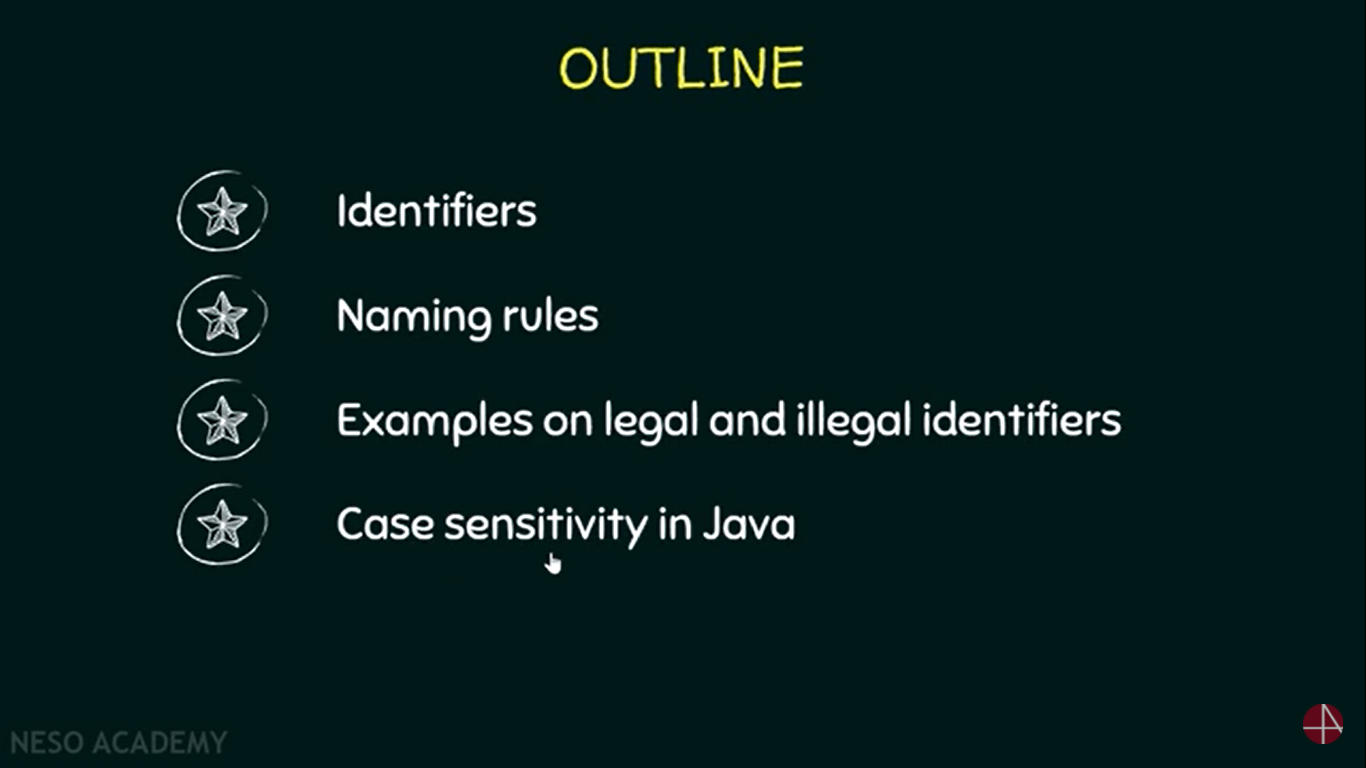 OUTLINE
Identifiers
Naming rules
Examples on legal and illegal identifiers
Case sensitivity in Java
NESO ACADEMY